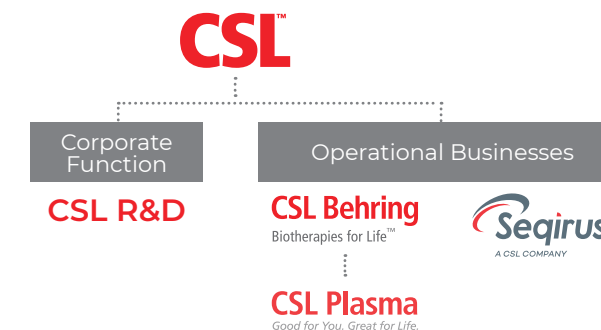 CSL™
Corporate
Function
Operational Businesses
CSL R&D
CSL Behring
Biotherapies for Life™
Seqirus
A CSL COMPANY
CSL Plasma
Good for You. Great for Life.